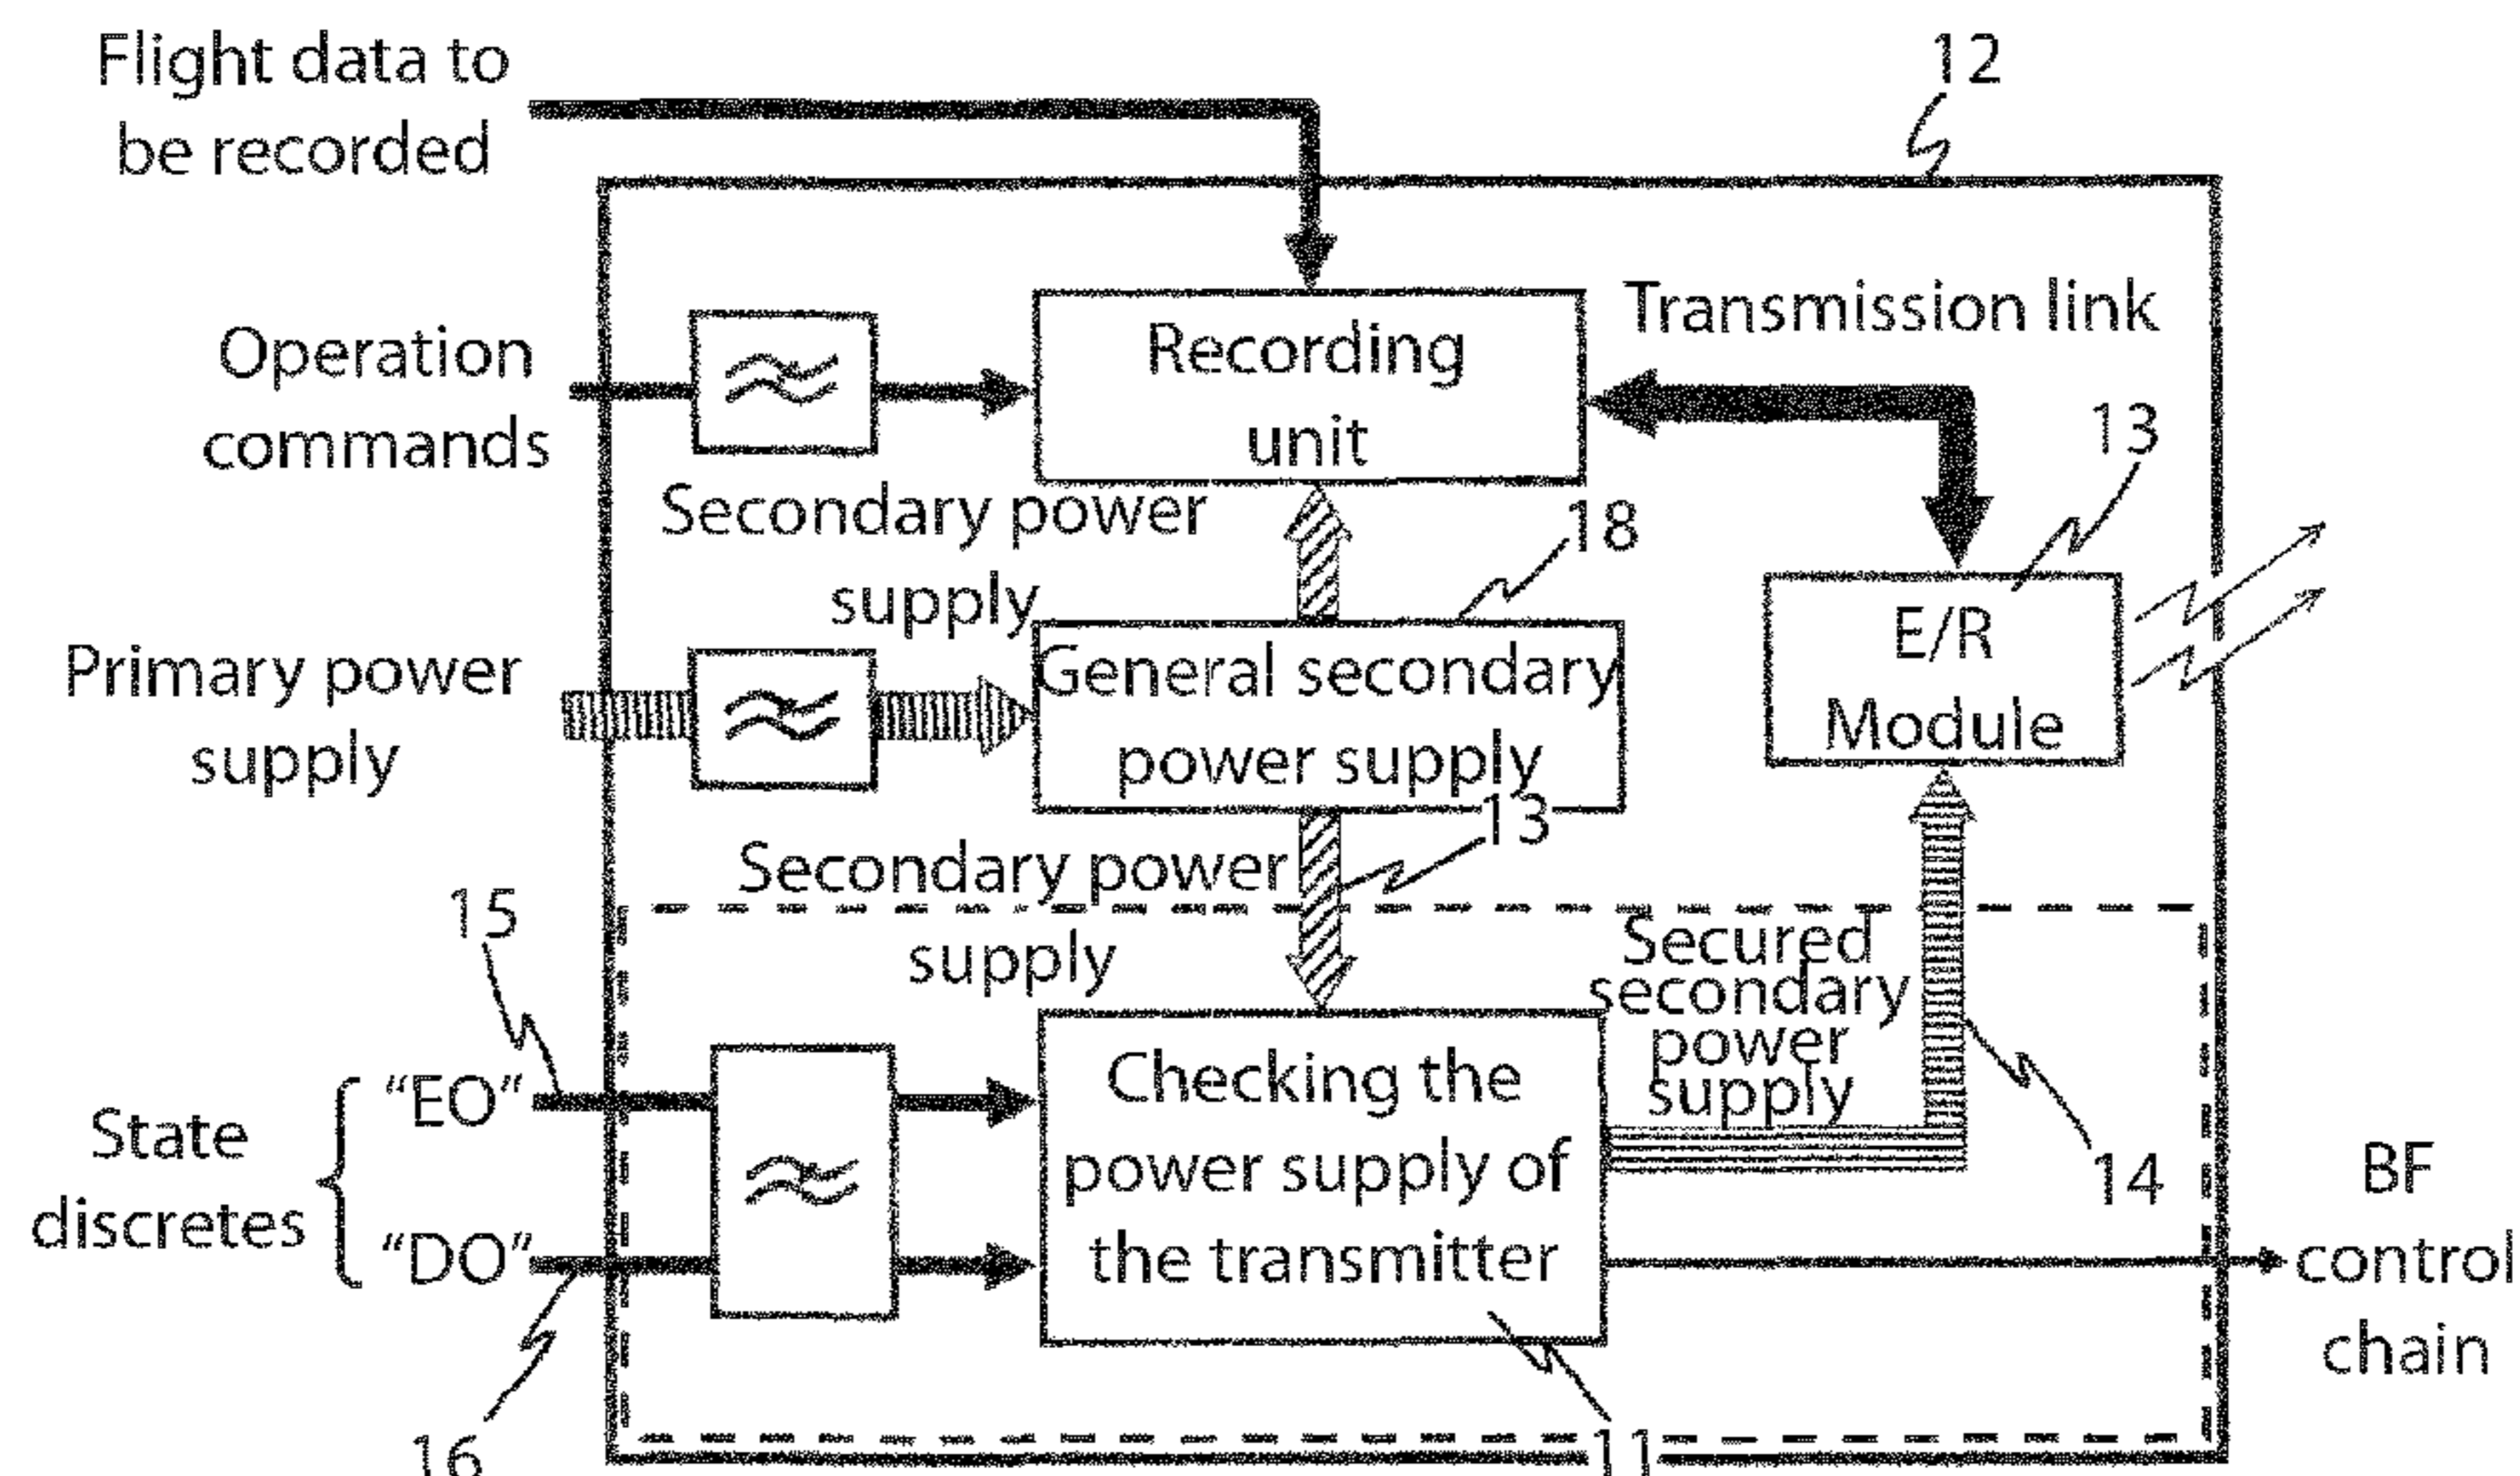 Flight data to
be recorded
12
Operation
commands
Recording
unit
Transmission link
13
Secondary power
supply
18
Primary power
supply
General secondary
power supply
E/R
Module
13
Secondary power
supply
15
Secured
secondary
power
supply
State
discretes
“EO”
“DO”
Checking the
power supply of
the transmitter
14
BF
control
chain
16
11